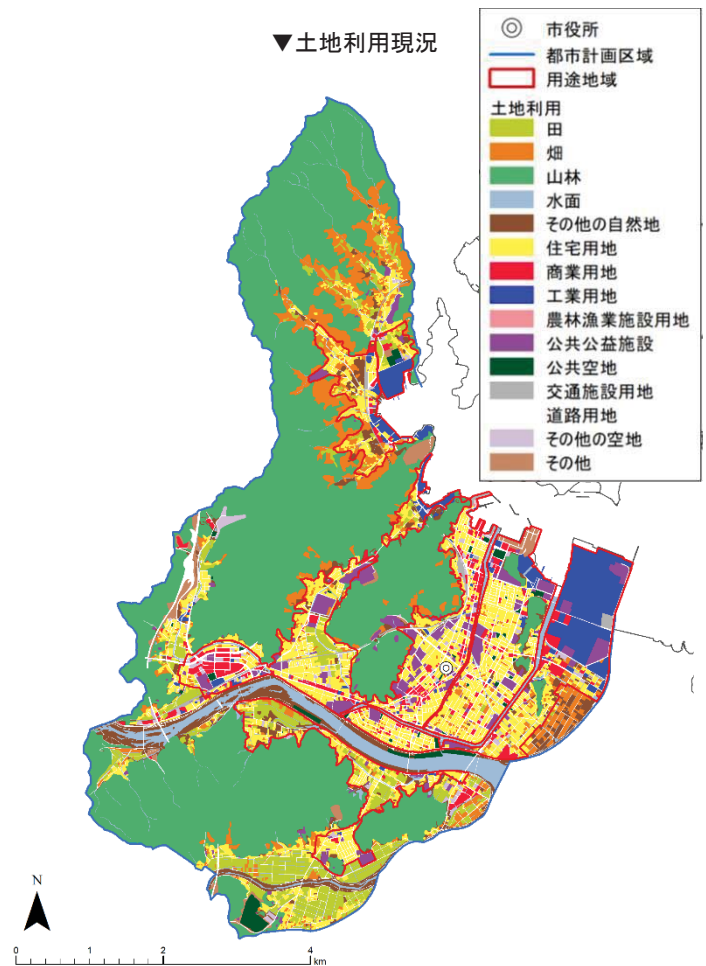 ▼土地利用現況
市役所
都市計画区域
用途地域
土地利用
田
畑
山林
水面
その他の自然地
住宅用地
商業用地
工業用地
農林漁業施設用地
公共公益施設
公共空地
交通施設用地
道路用地
その他の空地
その他
N
0 1 2 4
km